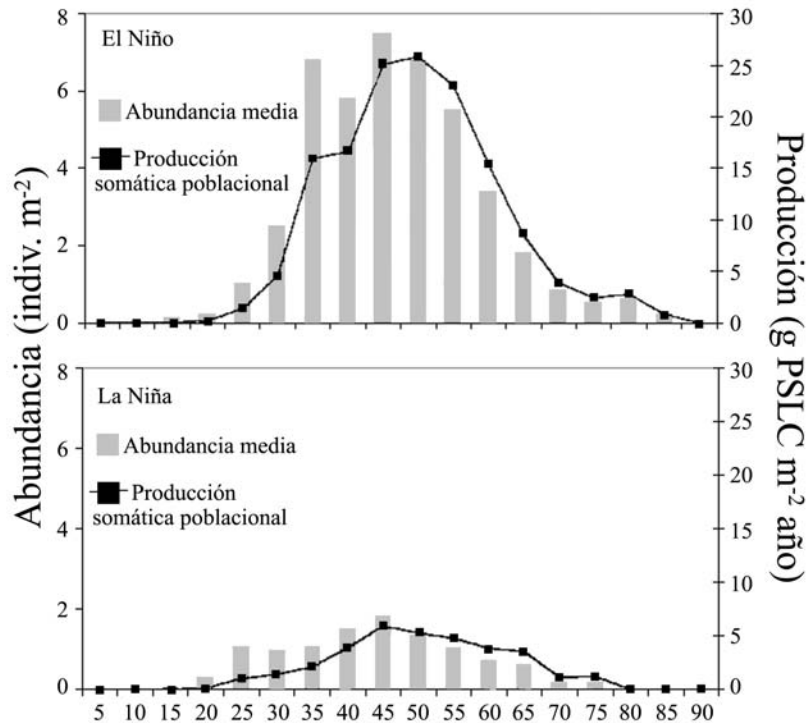 Abundancia (indiv. m-2)
8
6
4
2
0
El Niño
Abundancia media
Producción
somática poblacional
30
25
20
15
10
5
0
8
6
4
2
0
La Niña
Abundancia media
Producción
somática poblacional
30
25
20
15
10
5
0
Producción (g PSLC m-2 año)
5 10 15 20 25 30 35 40 45 50 55 60 65 70 75 80 85 90